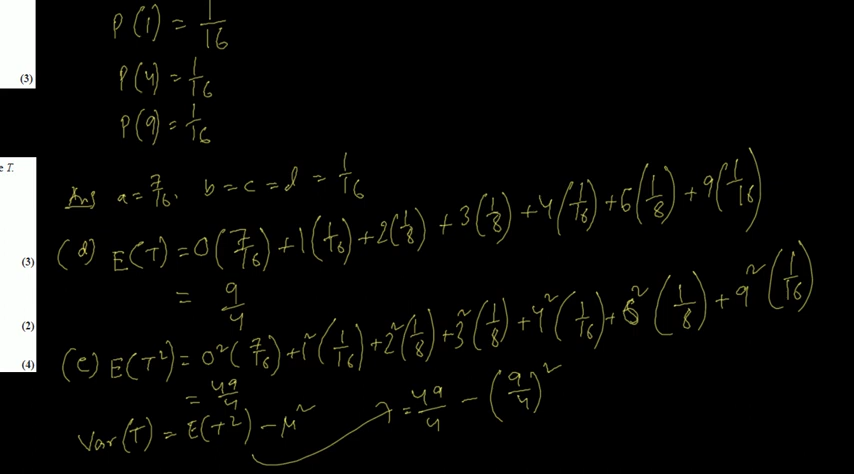 P(1) = 1/16
(3)
P(4) = 1/16
P(9) = 1/16
e T.
Ans a = 7/16, b = c = d = 1/16
(3)
(d) E(T) = 0(7/16) + 1(1/16) + 2(1/8) + 3(1/8) + 4(1/16) + 6(1/8) + 9(1/16)
= 9/4
(2)
(4)
(e) E(T²) = 0²(7/16) + 1²(1/16) + 2²(1/8) + 3²(1/8) + 4²(1/16) + 6²(1/8) + 9²(1/16)
= 49/4
Var(T) = E(T²) - μ² = 49/4 - (9/4)²